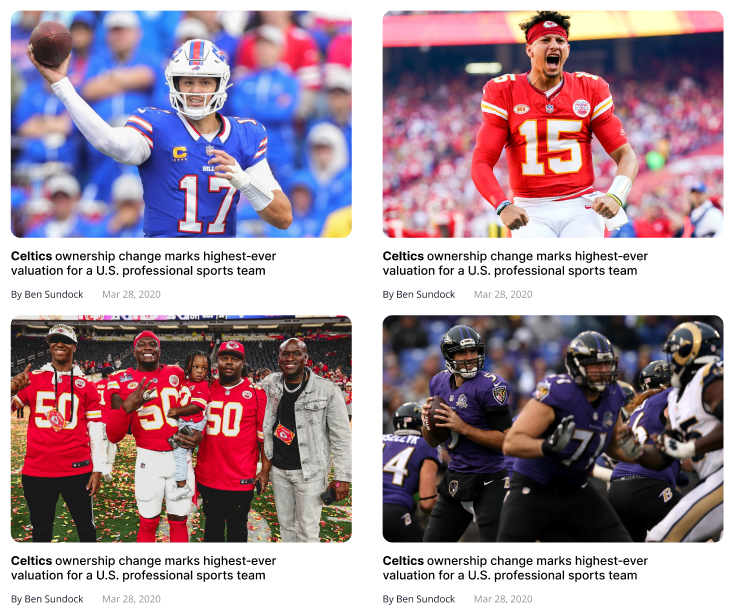 17
BILLS
C
15
Celtics ownership change marks highest-ever
valuation for a U.S. professional sports team
By Ben Sundock Mar 28, 2020
Celtics ownership change marks highest-ever
valuation for a U.S. professional sports team
By Ben Sundock Mar 28, 2020
50
50
50
5
71
4
Celtics ownership change marks highest-ever
valuation for a U.S. professional sports team
By Ben Sundock Mar 28, 2020
Celtics ownership change marks highest-ever
valuation for a U.S. professional sports team
By Ben Sundock Mar 28, 2020